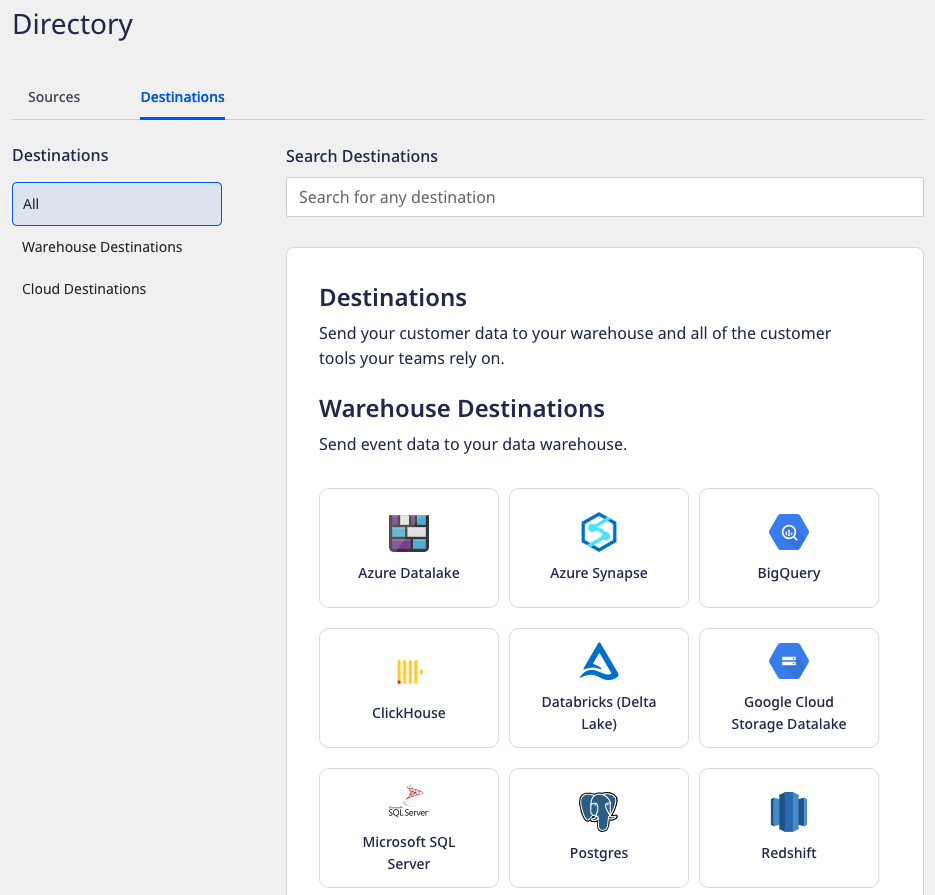 Directory
Sources
Destinations
Destinations
All
Warehouse Destinations
Cloud Destinations
Search Destinations
Search for any destination
Destinations
Send your customer data to your warehouse and all of the customer
tools your teams rely on.
Warehouse Destinations
Send event data to your data warehouse.
Azure Datalake
Azure Synapse
BigQuery
ClickHouse
Databricks (Delta
Lake)
Google Cloud
Storage Datalake
Microsoft
SQL Server
Microsoft SQL
Server
Postgres
Redshift